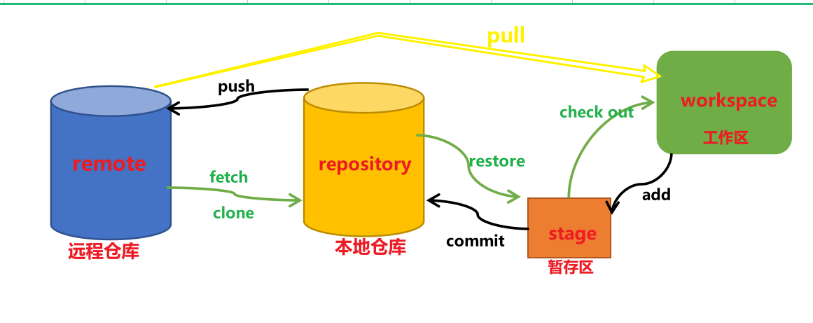 pull
push
workspace
工作区
check out
remote
repository
restore
fetch
clone
add
stage
commit
远程仓库
本地仓库
暂存区